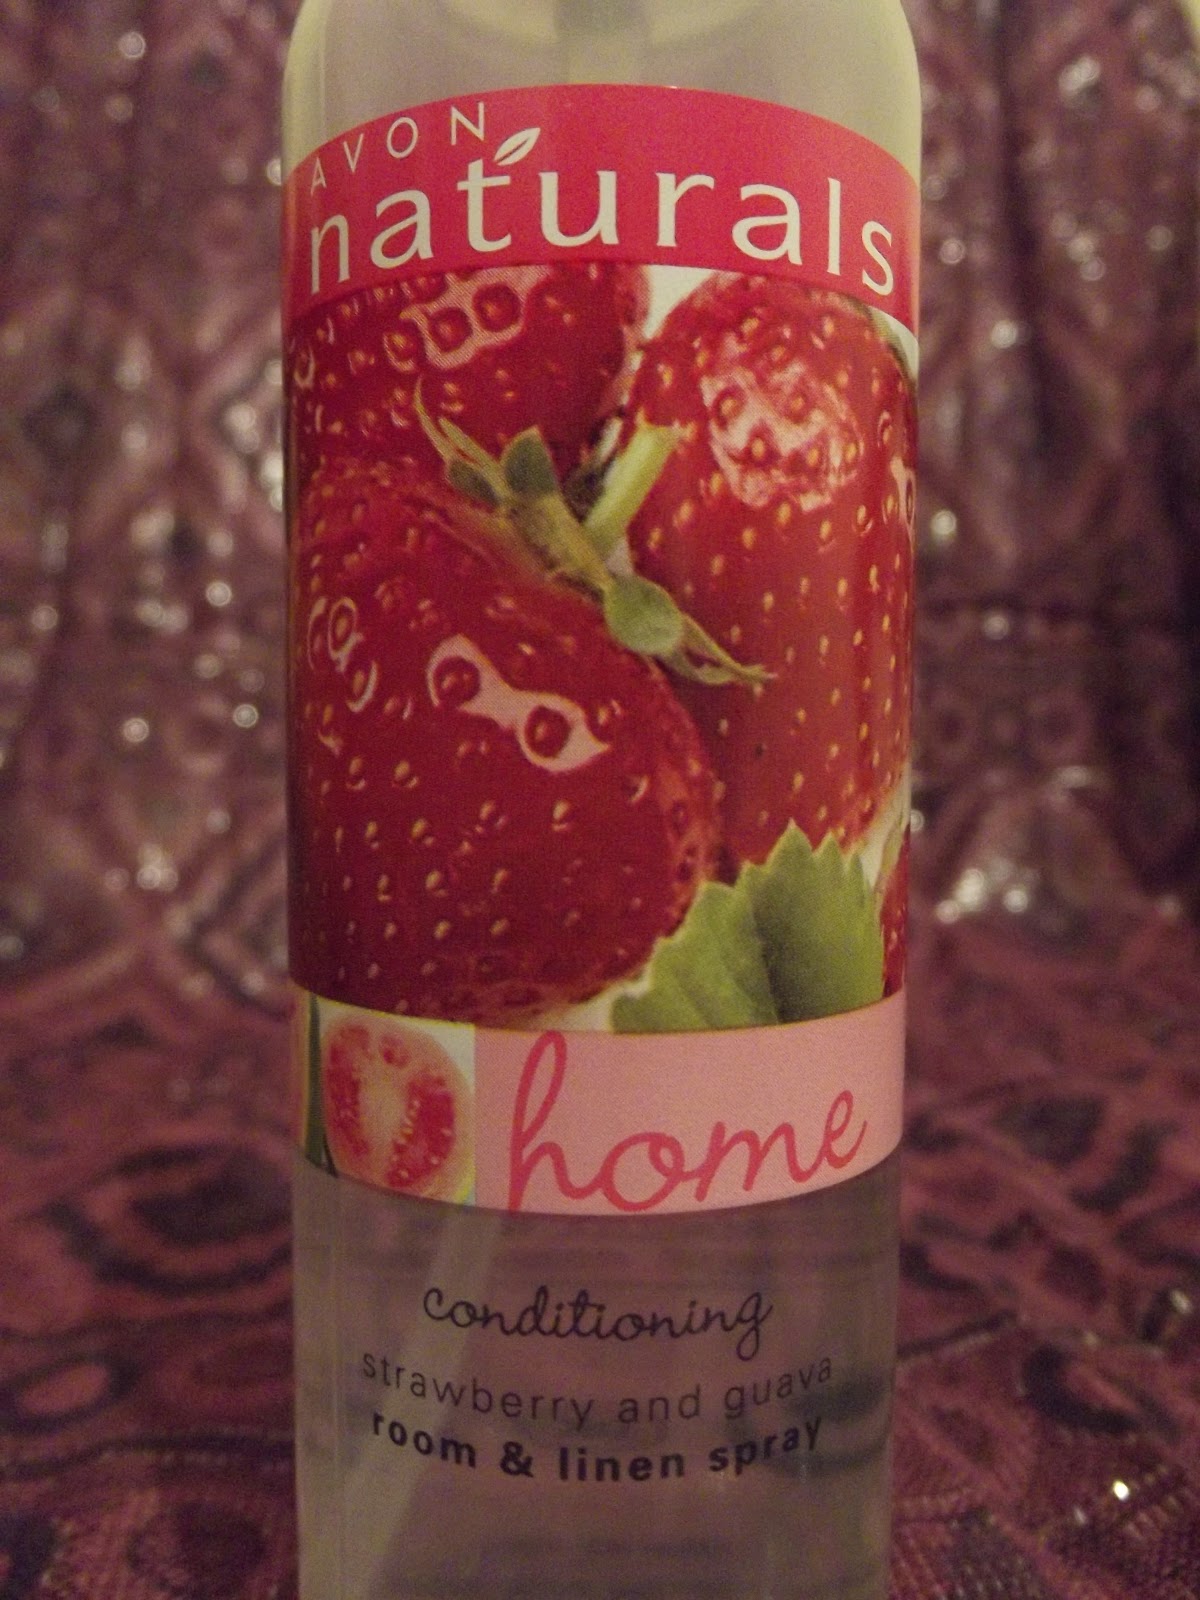 AVON
naturals
home
conditioning
strawberry and guava
room & linen spray